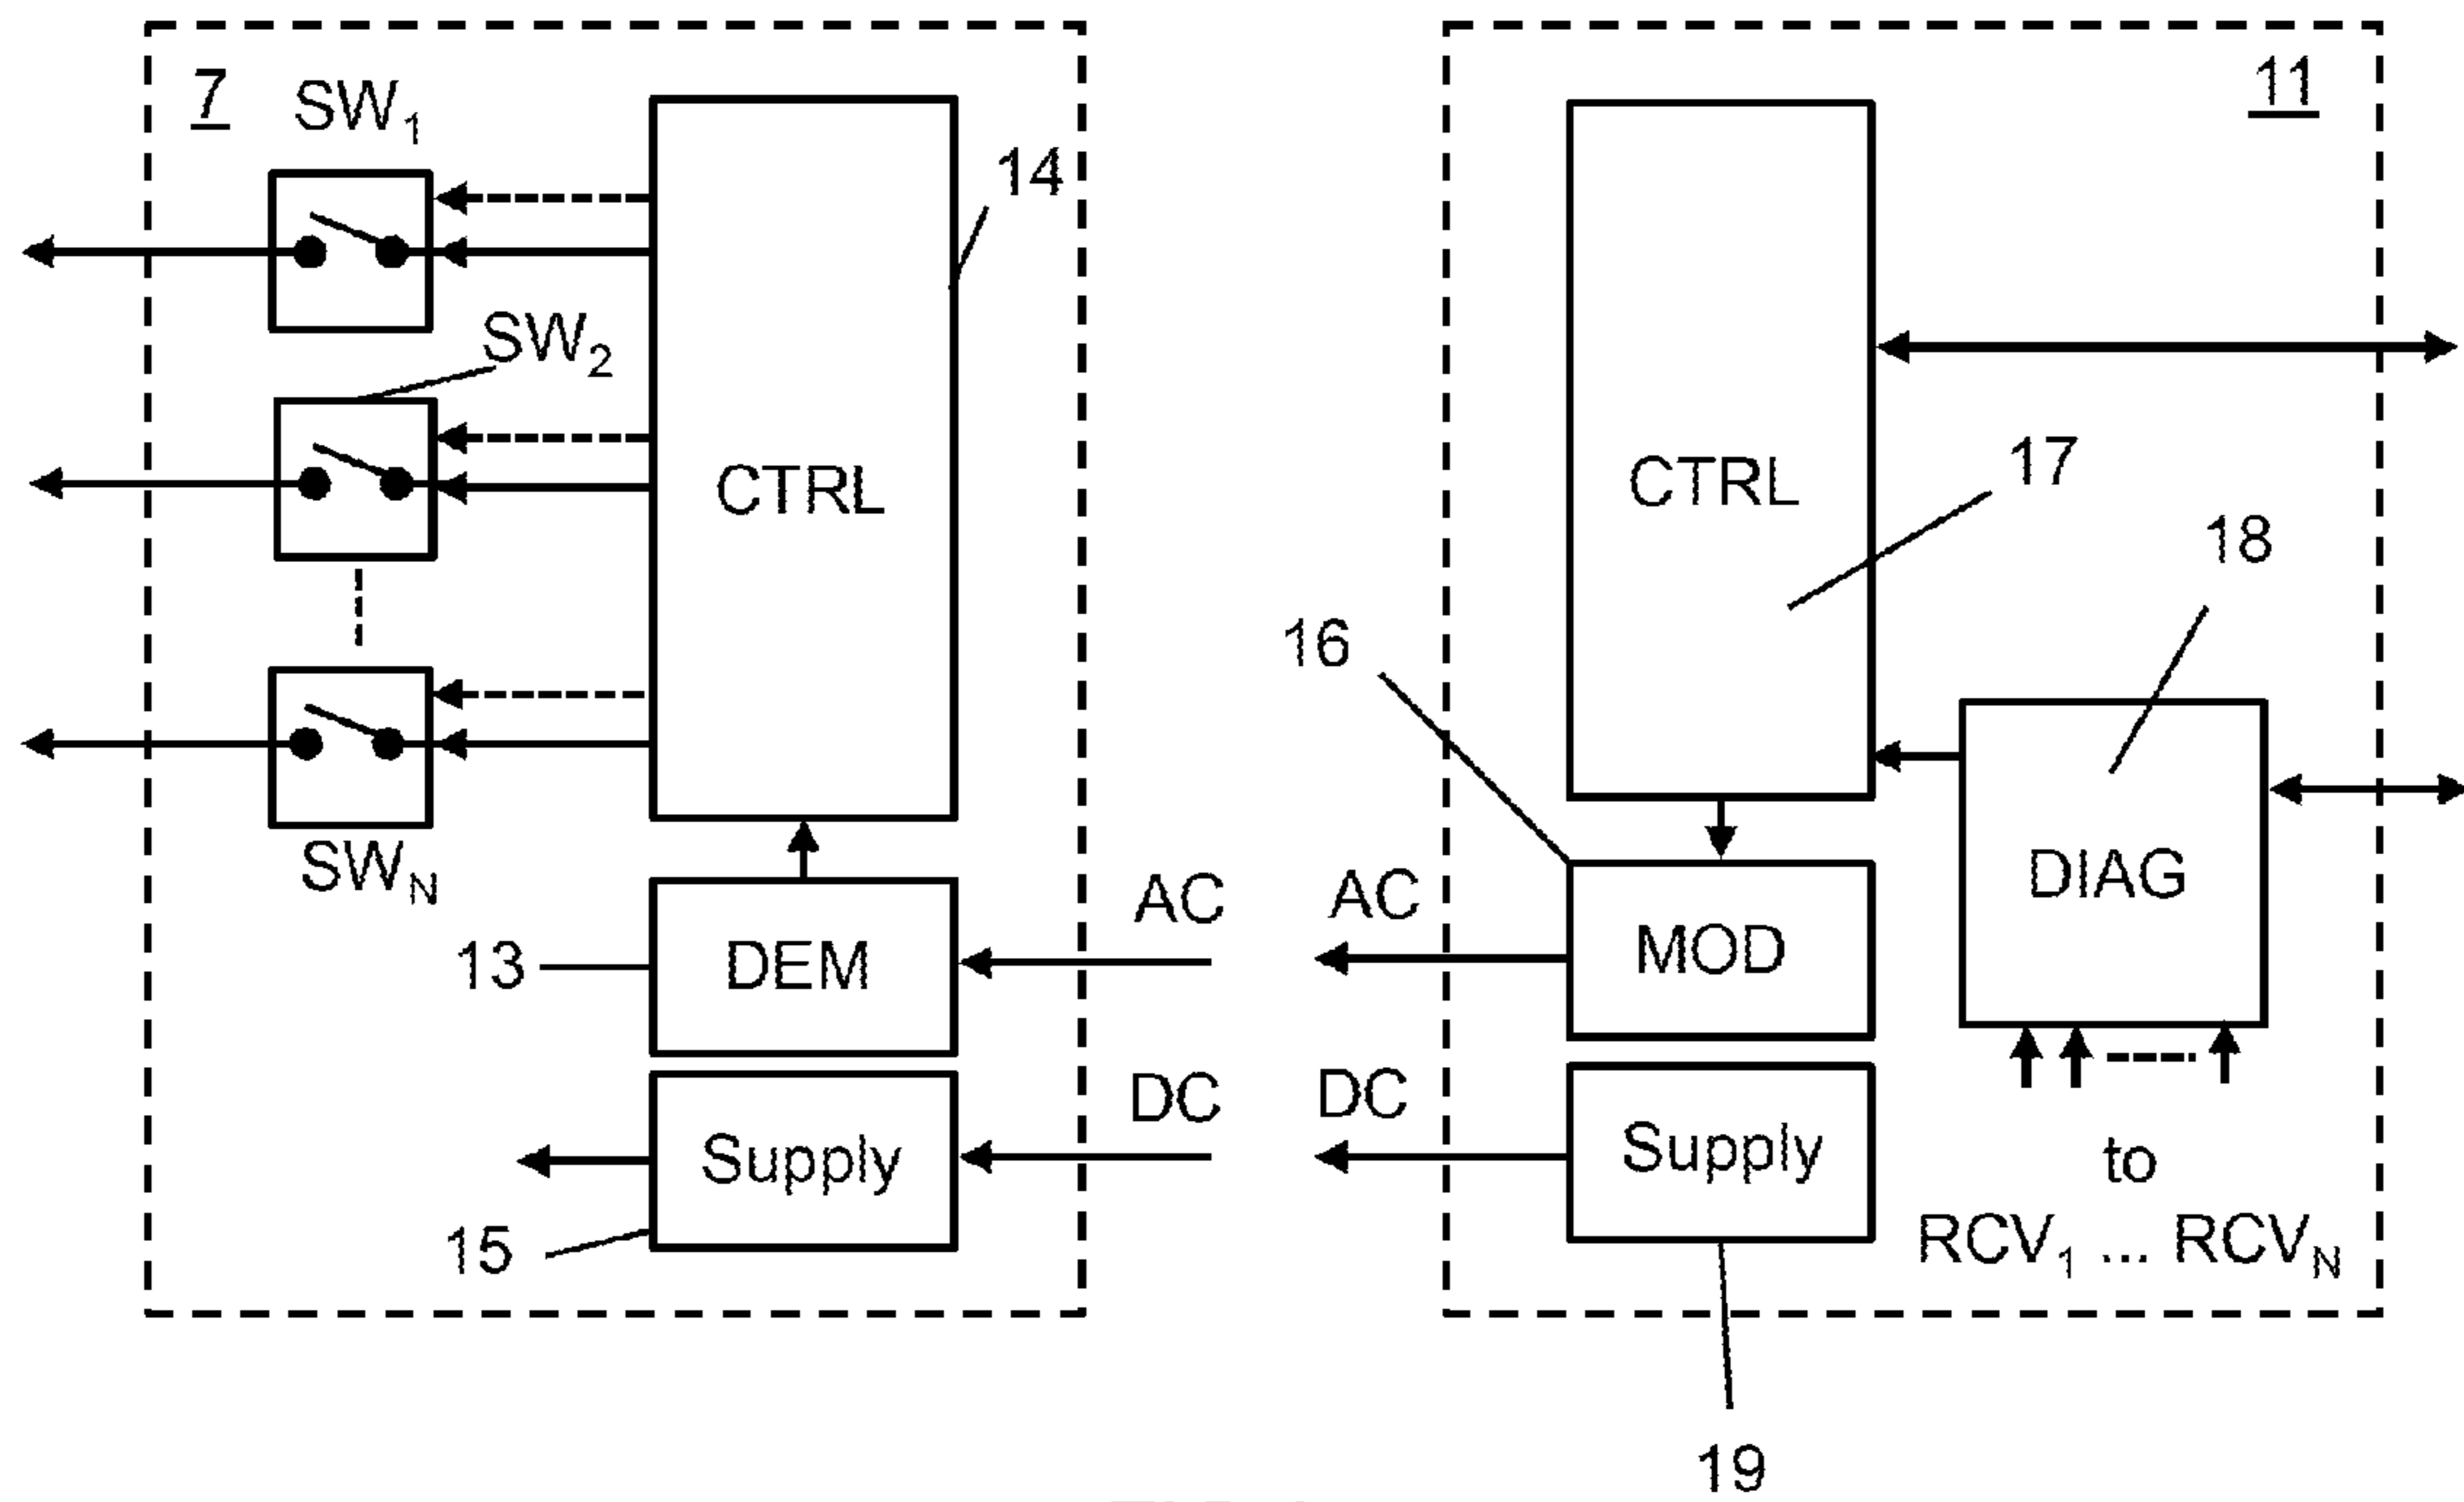 7
SW1
14
SW2
CTRL
SWN
13
DEM
AC
15
Supply
DC
11
CTRL
17
18
16
DIAG
AC
MOD
DC
Supply
to
RCV1 ... RCVN
19